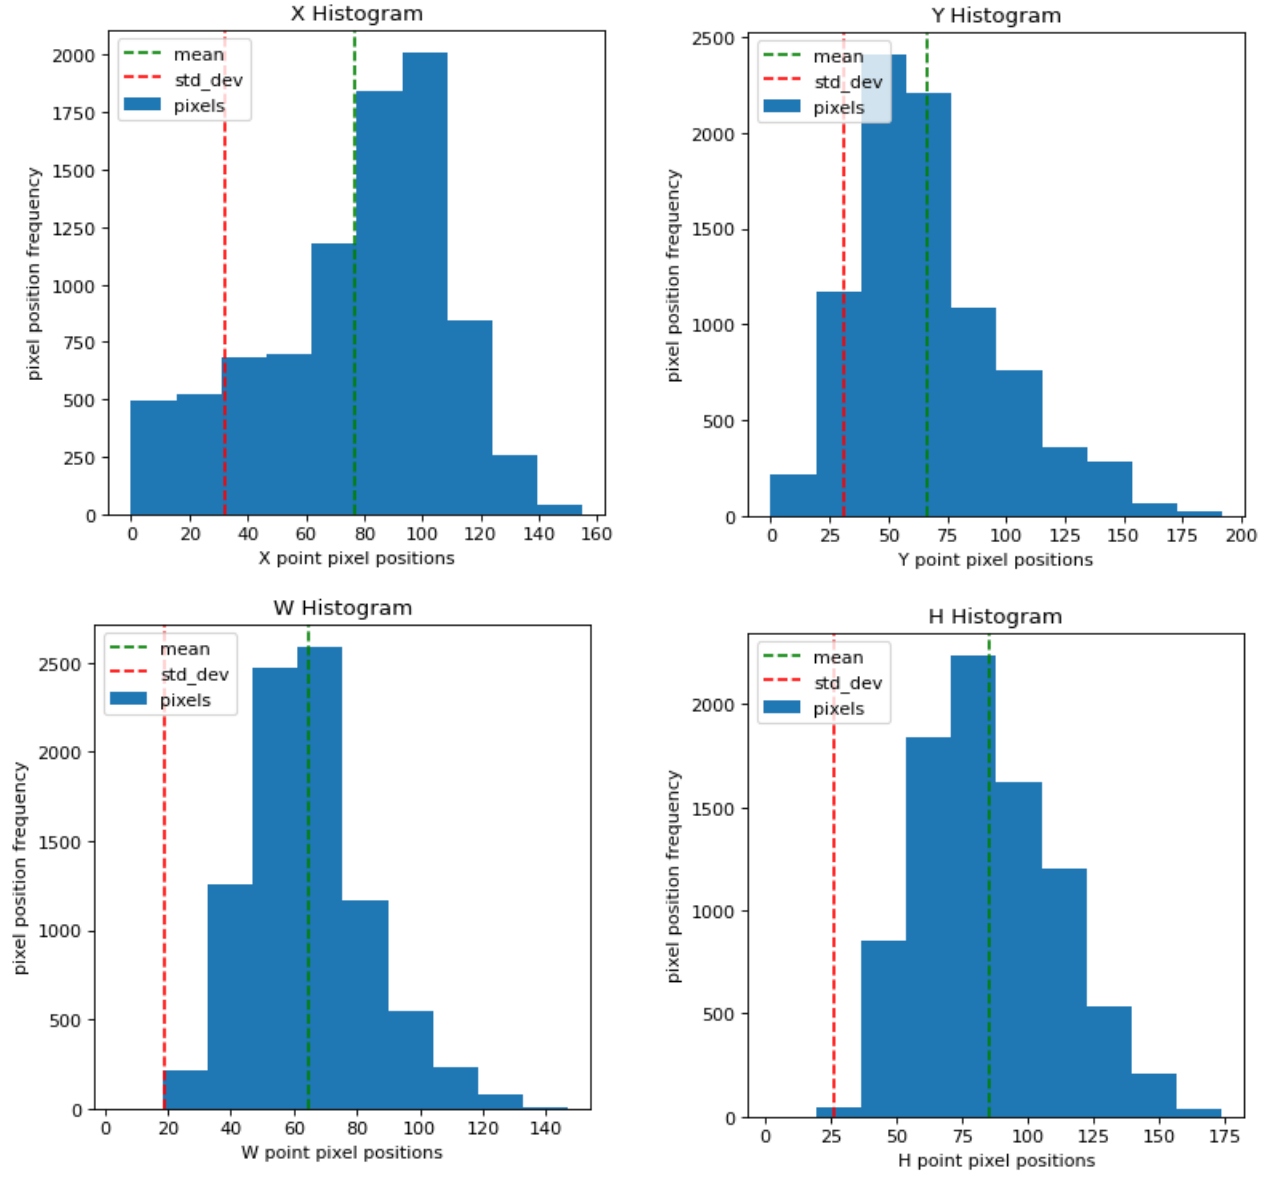 X Histogram
mean
std_dev
pixels
pixel position frequency
2000
1750
1500
1250
1000
750
500
250
0
0 20 40 60 80 100 120 140 160
X point pixel positions
Y Histogram
mean
std_dev
pixels
pixel position frequency
2500
2000
1500
1000
500
0
0 25 50 75 100 125 150 175 200
Y point pixel positions
W Histogram
mean
std_dev
pixels
pixel position frequency
2500
2000
1500
1000
500
0
0 20 40 60 80 100 120 140
W point pixel positions
H Histogram
mean
std_dev
pixels
pixel position frequency
2000
1500
1000
500
0
0 25 50 75 100 125 150 175
H point pixel positions